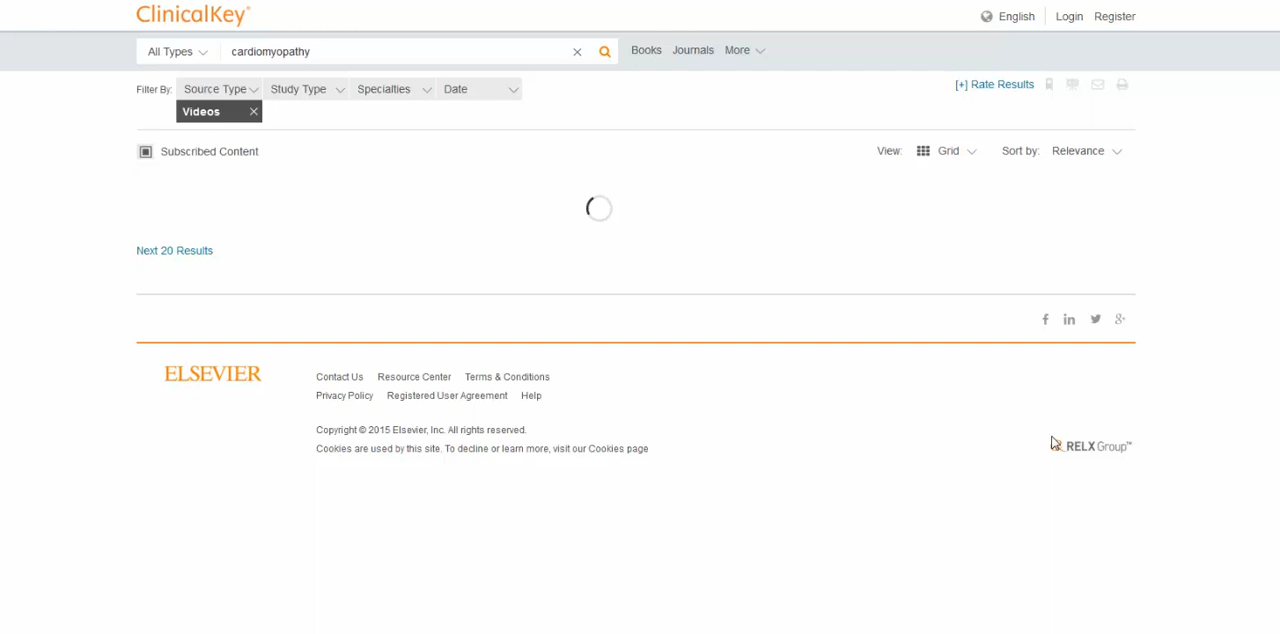 ClinicalKey®
English Login Register
All Types cardiomyopathy Books Journals More
Filter By: Source Type Study Type Specialties Date [+] Rate Results
Videos
Subscribed Content View: Grid Sort by: Relevance
Next 20 Results
ELSEVIER
Contact Us Resource Center Terms & Conditions
Privacy Policy Registered User Agreement Help
Copyright © 2015 Elsevier, Inc. All rights reserved.
Cookies are used by this site. To decline or learn more, visit our Cookies page
RELX Group™